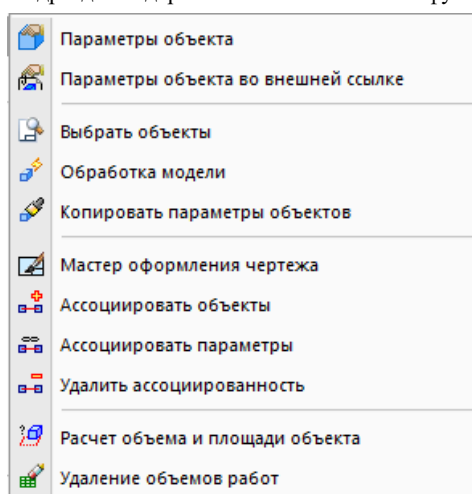 Параметры объекта
Параметры объекта во внешней ссылке
Выбрать объекты
Обработка модели
Копировать параметры объектов
Мастер оформления чертежа
Ассоциировать объекты
Ассоциировать параметры
Удалить ассоциированность
Расчет объема и площади объекта
Удаление объемов работ